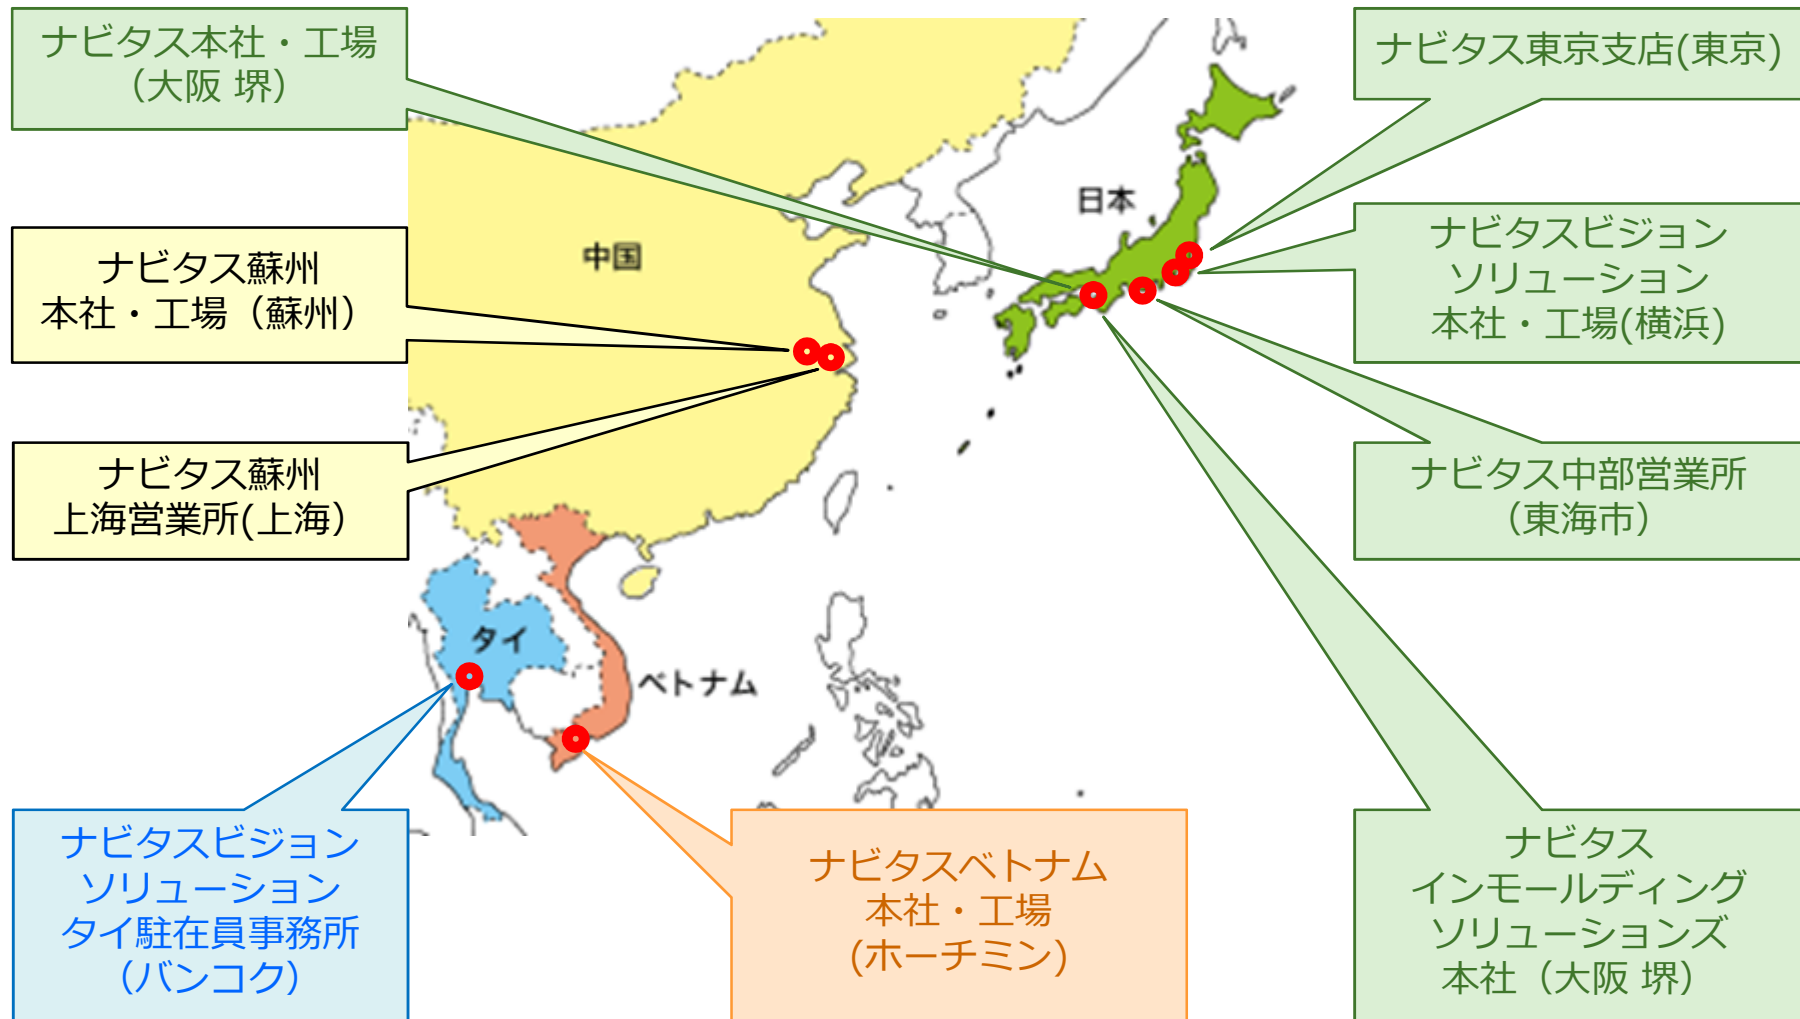 ナビタス本社・工場
（大阪 堺）
ナビタス東京支店(東京)
日本
ナビタスビジョン
ソリューション
本社・工場(横浜)
中国
ナビタス蘇州
本社・工場（蘇州）
ナビタス蘇州
上海営業所(上海）
ナビタス中部営業所
（東海市）
タイ
ベトナム
ナビタスビジョン
ソリューション
タイ駐在員事務所
（バンコク）
ナビタスベトナム
本社・工場
(ホーチミン)
ナビタス
インモールディング
ソリューションズ
本社（大阪 堺）